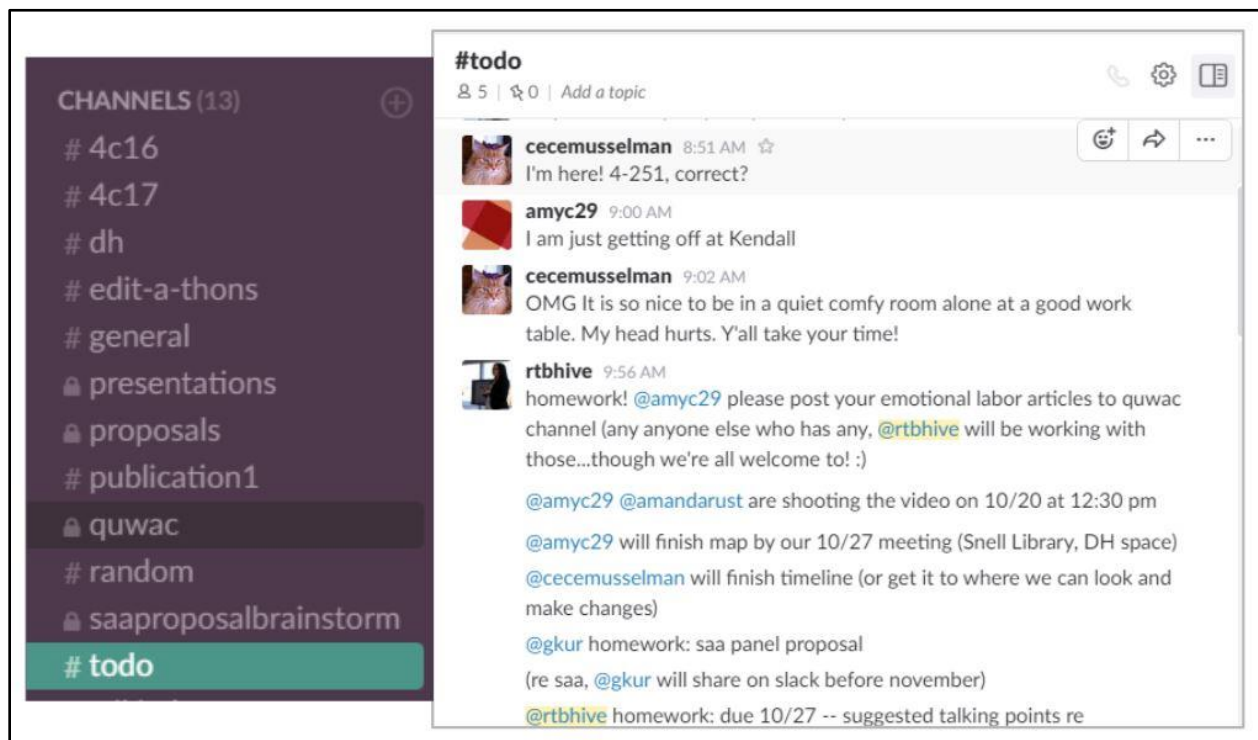 CHANNELS (13)
# 4c16
# 4c17
# dh
# edit-a-thons
# general
presentations
proposals
# publication1
quwac
# random
saaproposalbrainstorm
# todo
#todo
5 | 0 | Add a topic
cecemusselman 8:51 AM
I'm here! 4-251, correct?
amyc29 9:00 AM
I am just getting off at Kendall
cecemusselman 9:02 AM
OMG It is so nice to be in a quiet comfy room alone at a good work
table. My head hurts. Y'all take your time!
rtbhive 9:56 AM
homework! @amyc29 please post your emotional labor articles to quwac
channel (any anyone else who has any, @rtbhive will be working with
those...though we're all welcome to! :)
@amyc29 @amandarust are shooting the video on 10/20 at 12:30 pm
@amyc29 will finish map by our 10/27 meeting (Snell Library, DH space)
@cecemusselman will finish timeline (or get it to where we can look and
make changes)
@gkur homework: saa panel proposal
(re saa, @gkur will share on slack before november)
@rtbhive homework: due 10/27 -- suggested talking points re